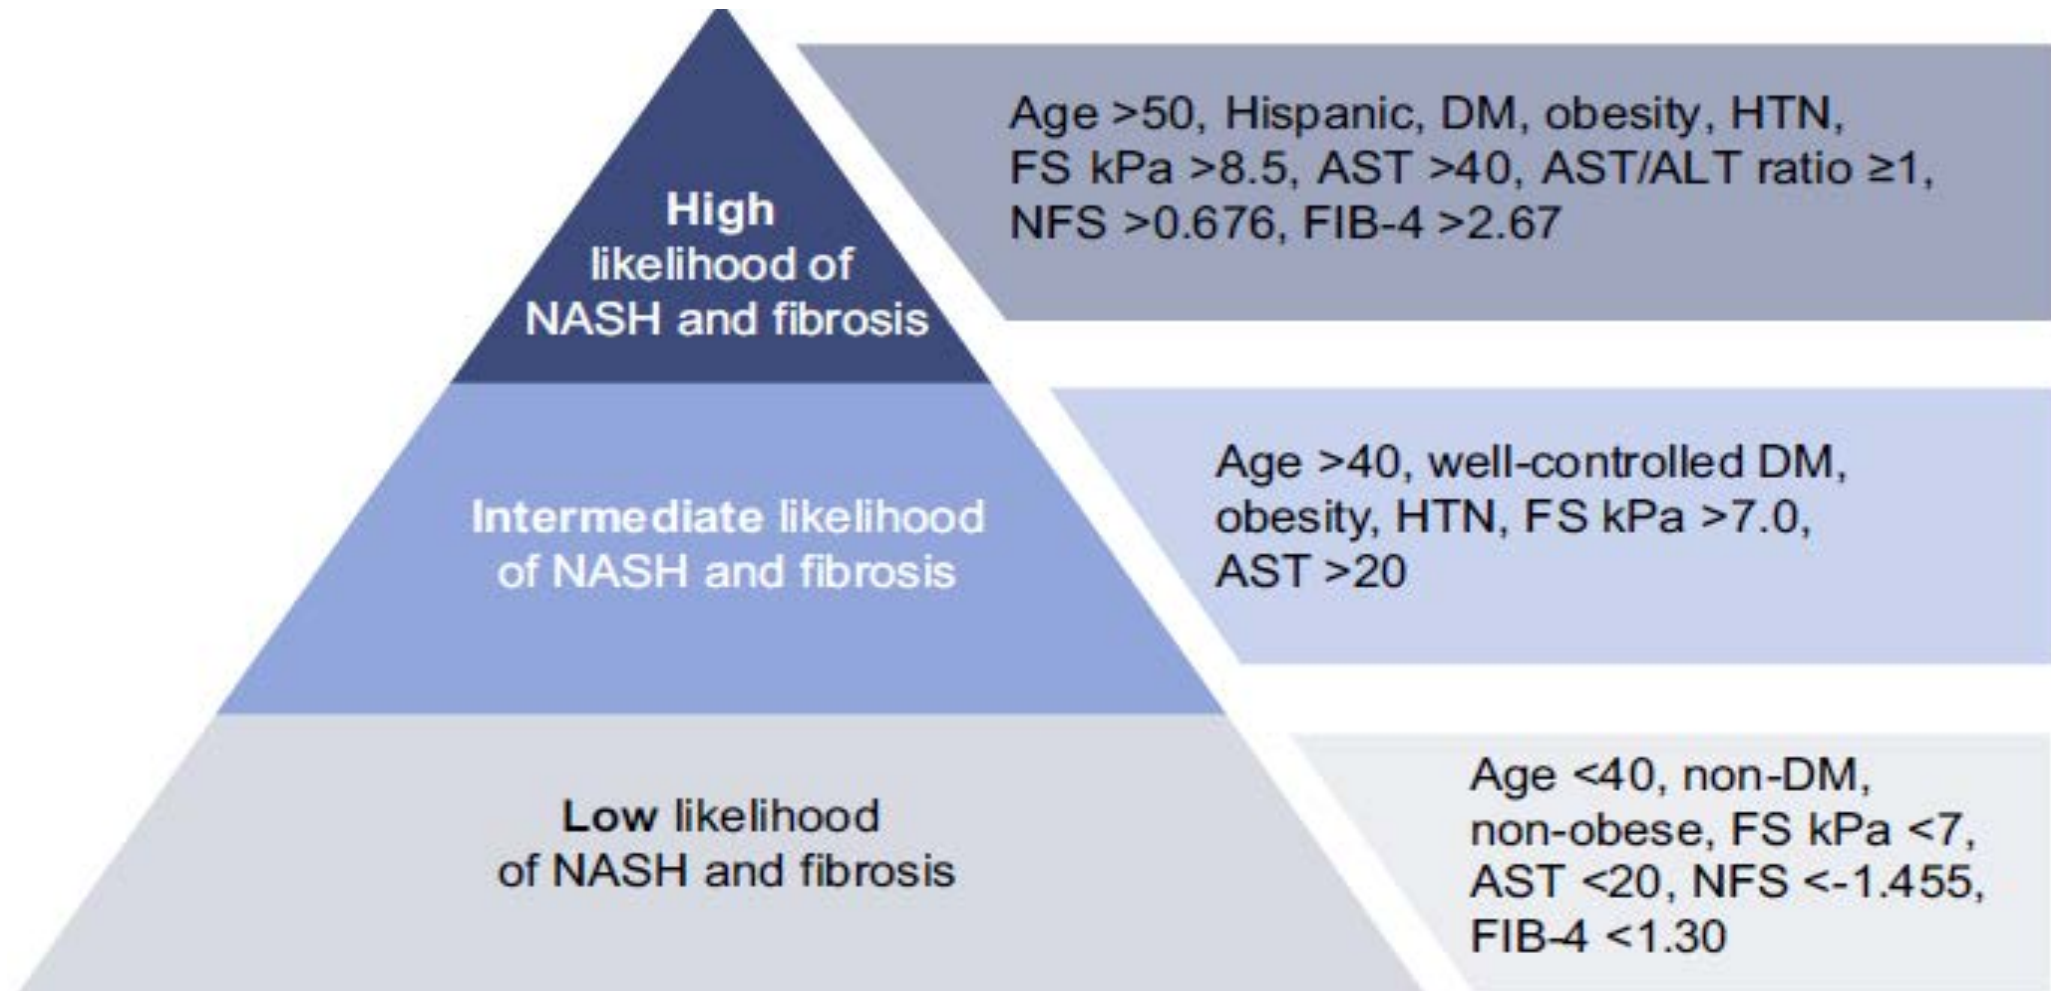 High
likelihood of
NASH and fibrosis
Age >50, Hispanic, DM, obesity, HTN,
FS kPa >8.5, AST >40, AST/ALT ratio ≥1,
NFS >0.676, FIB-4 >2.67
Intermediate likelihood
of NASH and fibrosis
Age >40, well-controlled DM,
obesity, HTN, FS kPa >7.0,
AST >20
Low likelihood
of NASH and fibrosis
Age <40, non-DM,
non-obese, FS kPa <7,
AST <20, NFS <-1.455,
FIB-4 <1.30